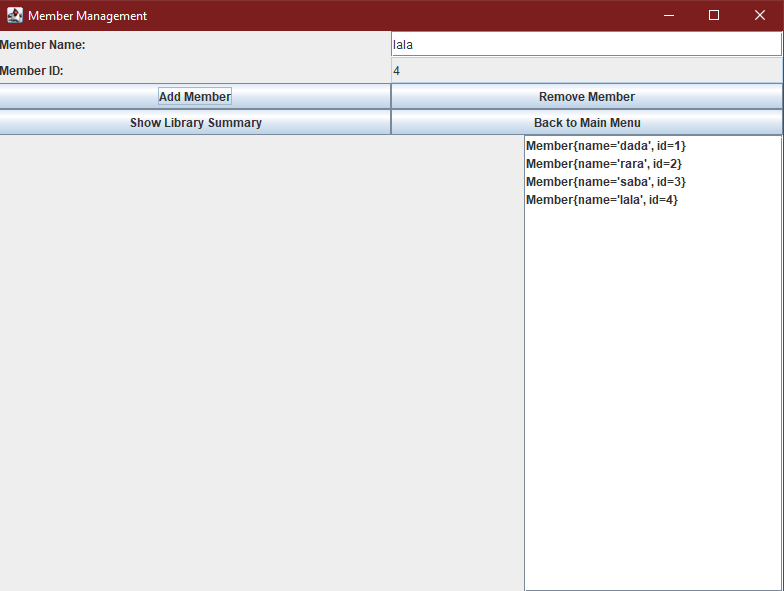 Member Management
Member Name: lala
Member ID: 4
Add Member Remove Member
Show Library Summary Back to Main Menu
Member{name='dada', id=1}
Member{name='rara', id=2}
Member{name='saba', id=3}
Member{name='lala', id=4}